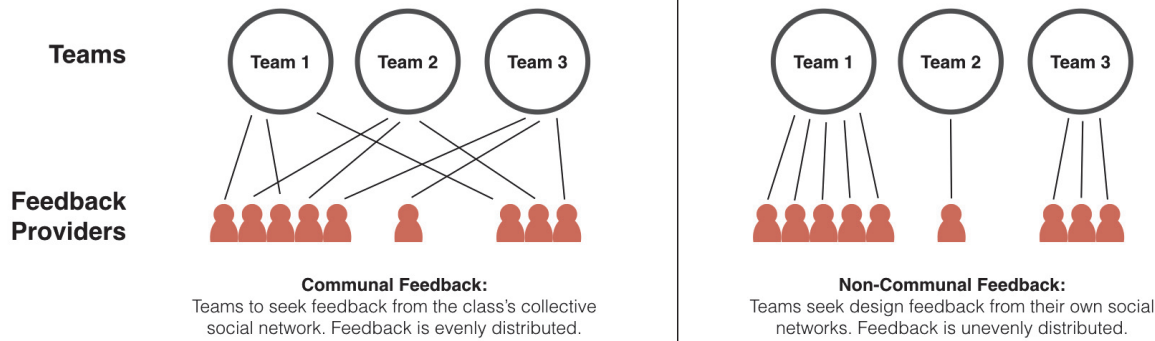 Teams
Team 1
Team 2
Team 3
Team 1
Team 2
Team 3
Feedback
Providers
Communal Feedback:
Teams to seek feedback from the class's collective
social network. Feedback is evenly distributed.
Non-Communal Feedback:
Teams seek design feedback from their own social
networks. Feedback is unevenly distributed.